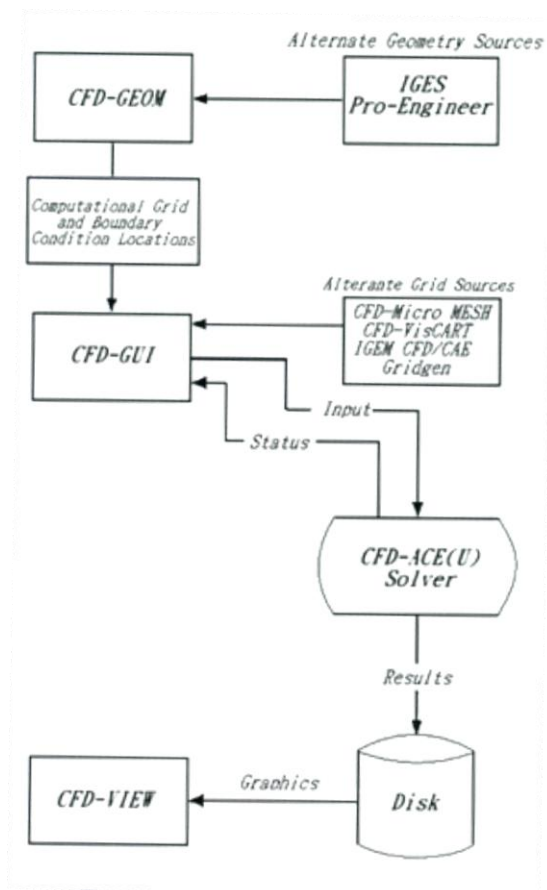 Alternate Geometry Sources
CFD-GEOM
IGES
Pro-Engineer
Computational Grid
and Boundary
Condition Locations
Alterante Grid Sources
CFD-Micro MESH
CFD-VisCART
IGEM CFD/CAE
Gridgen
CFD-GUI
Input
Status
CFD-ACE(U)
Solver
Results
CFD-VIEW
Graphics
Disk